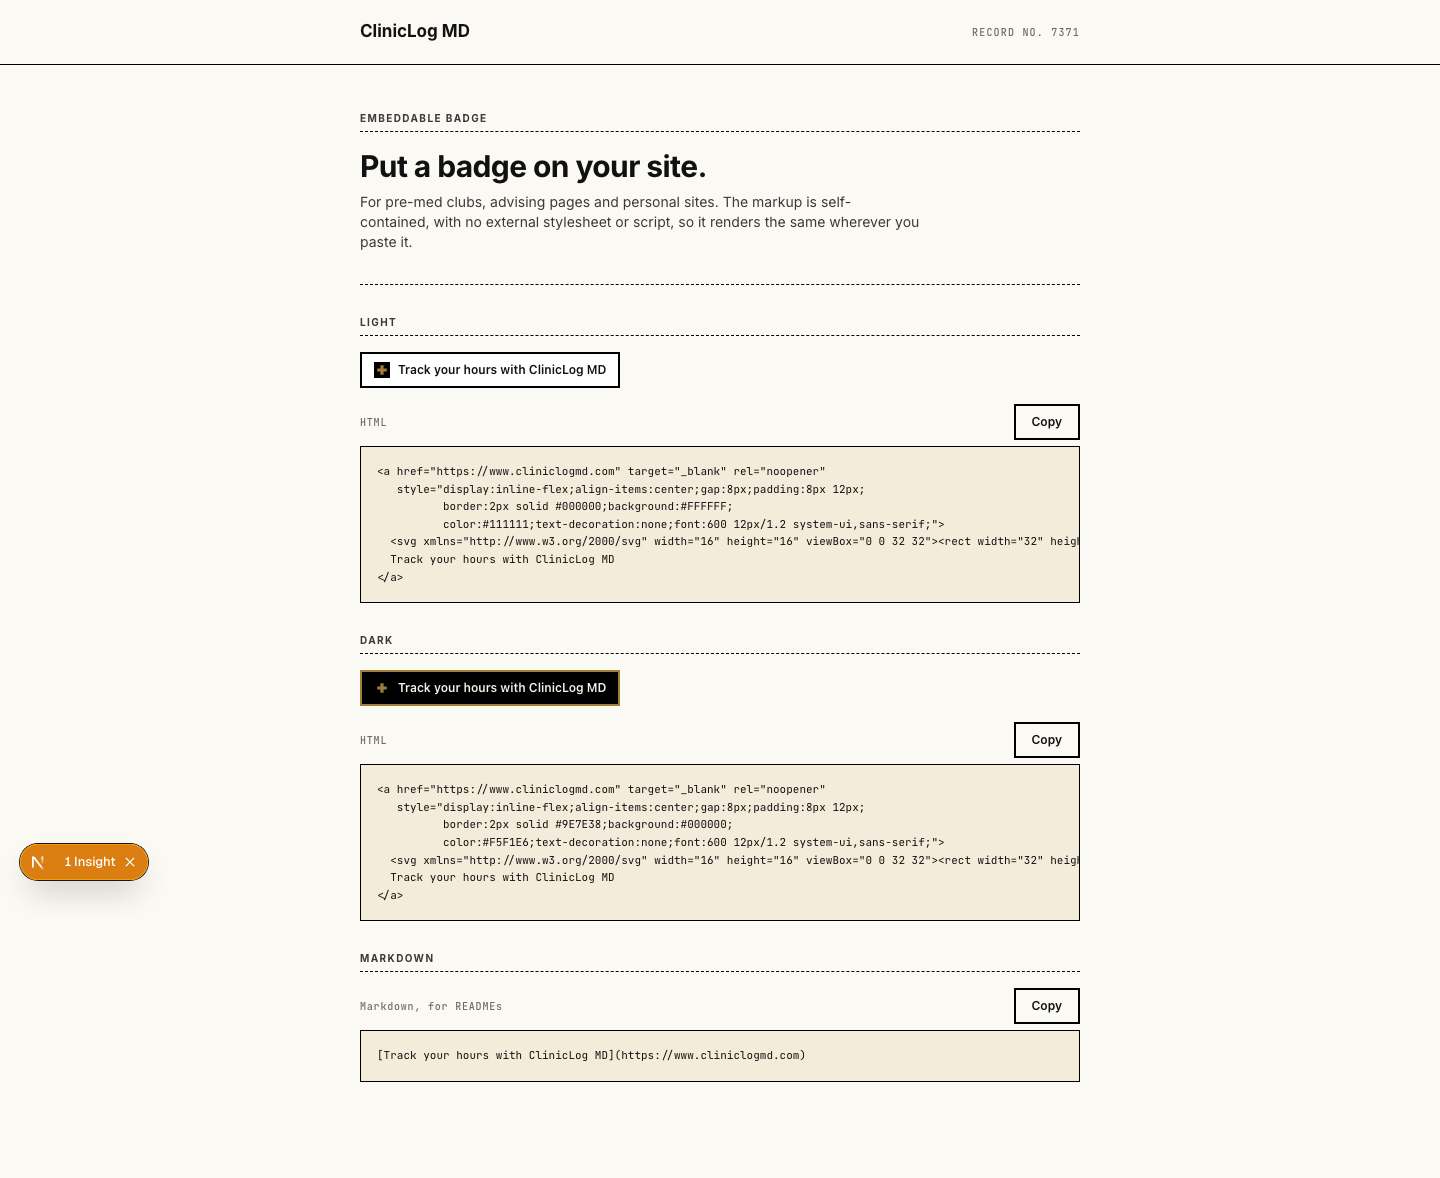 ClinicLog MD
RECORD NO. 7371
EMBEDDABLE BADGE
Put a badge on your site.
For pre-med clubs, advising pages and personal sites. The markup is self-
contained, with no external stylesheet or script, so it renders the same wherever you
paste it.
LIGHT
Track your hours with ClinicLog MD
HTML
Copy
<a href="https://www.cliniclogmd.com" target="_blank" rel="noopener"
style="display:inline-flex;align-items:center;gap:8px;padding:8px 12px;
border:2px solid #000000;background:#FFFFFF;
color:#111111;text-decoration:none;font:600 12px/1.2 system-ui,sans-serif;">
<svg xmlns="http://www.w3.org/2000/svg" width="16" height="16" viewBox="0 0 32 32"><rect width="32" heigh
Track your hours with ClinicLog MD
</a>
DARK
Track your hours with ClinicLog MD
HTML
Copy
<a href="https://www.cliniclogmd.com" target="_blank" rel="noopener"
style="display:inline-flex;align-items:center;gap:8px;padding:8px 12px;
border:2px solid #9E7E38;background:#000000;
color:#F5F1E6;text-decoration:none;font:600 12px/1.2 system-ui,sans-serif;">
<svg xmlns="http://www.w3.org/2000/svg" width="16" height="16" viewBox="0 0 32 32"><rect width="32" heigh
Track your hours with ClinicLog MD
</a>
1 Insight
MARKDOWN
Markdown, for READMEs
Copy
[Track your hours with ClinicLog MD](https://www.cliniclogmd.com)